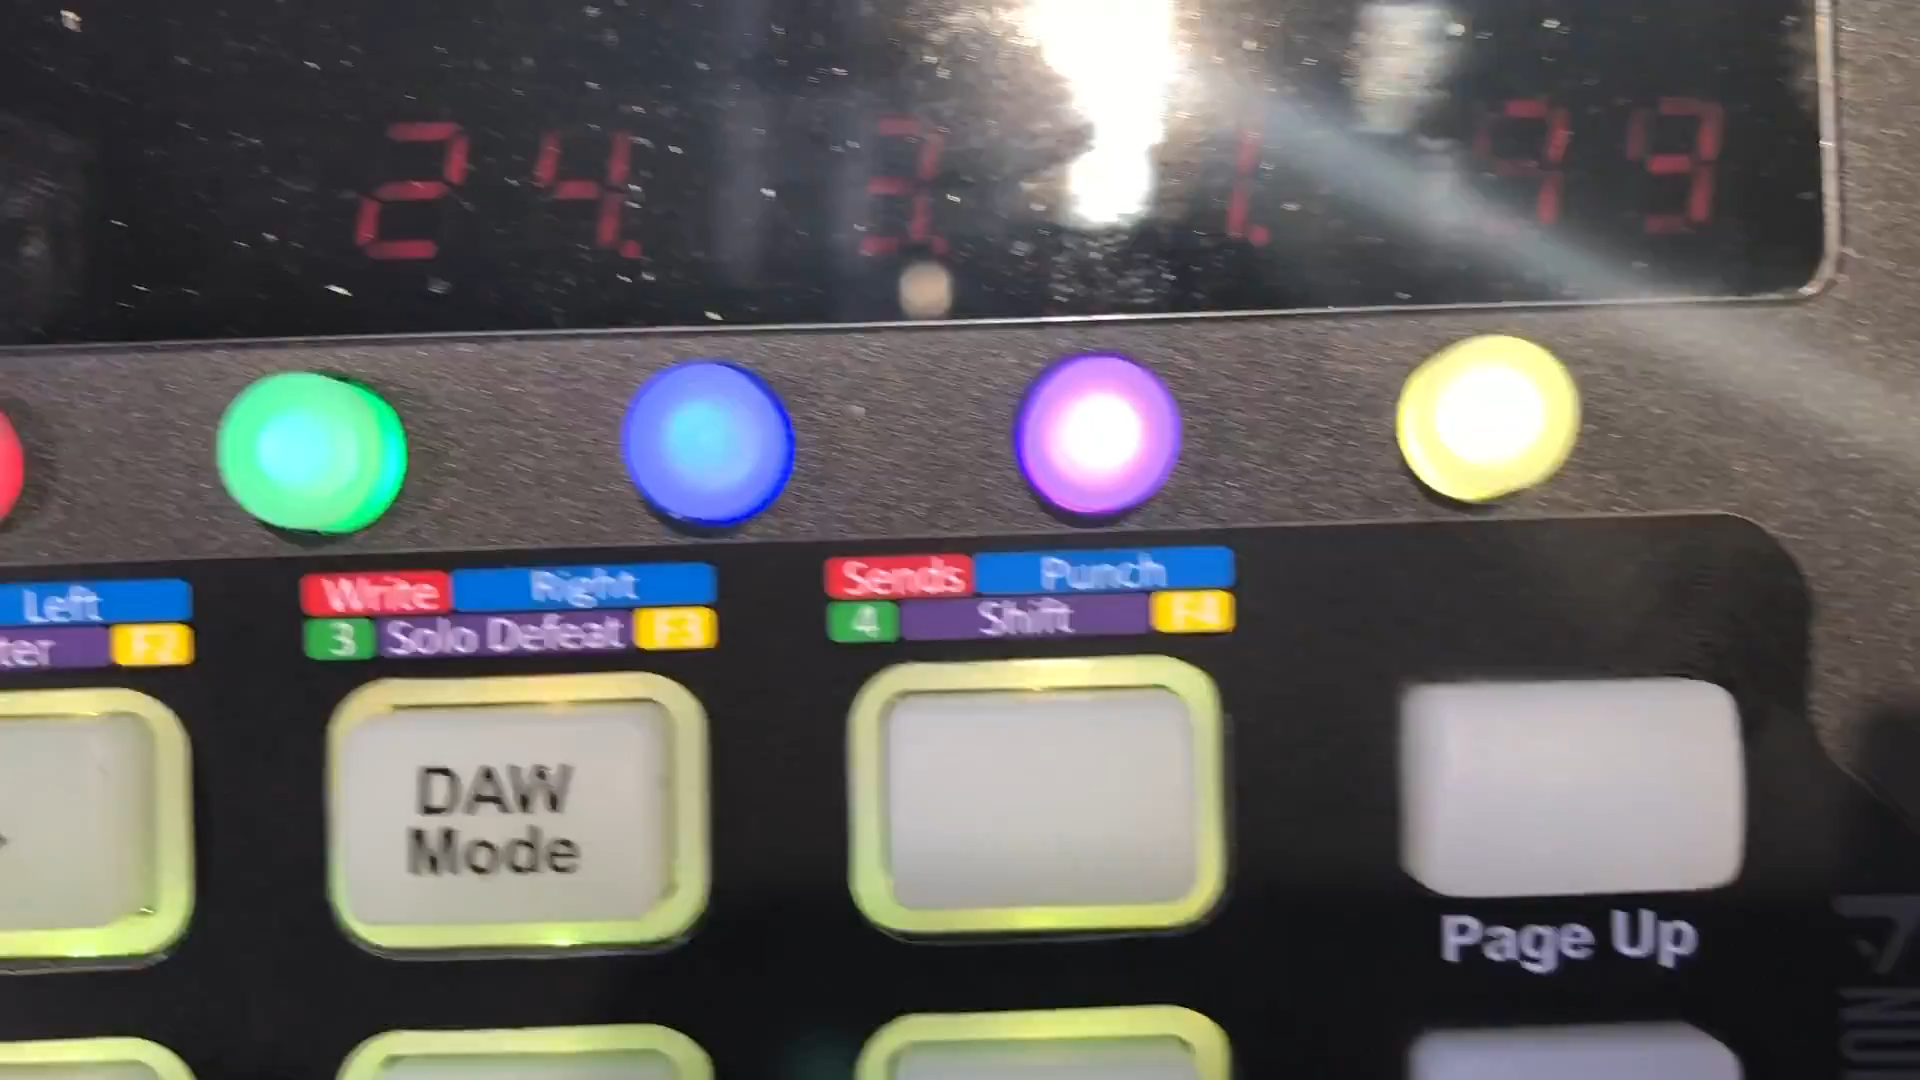 24. 3. 1. 99
Left
ter F2
Write Right
3 Solo Defeat F3
Sends Punch
4 Shift F4
DAW
Mode
Page Up